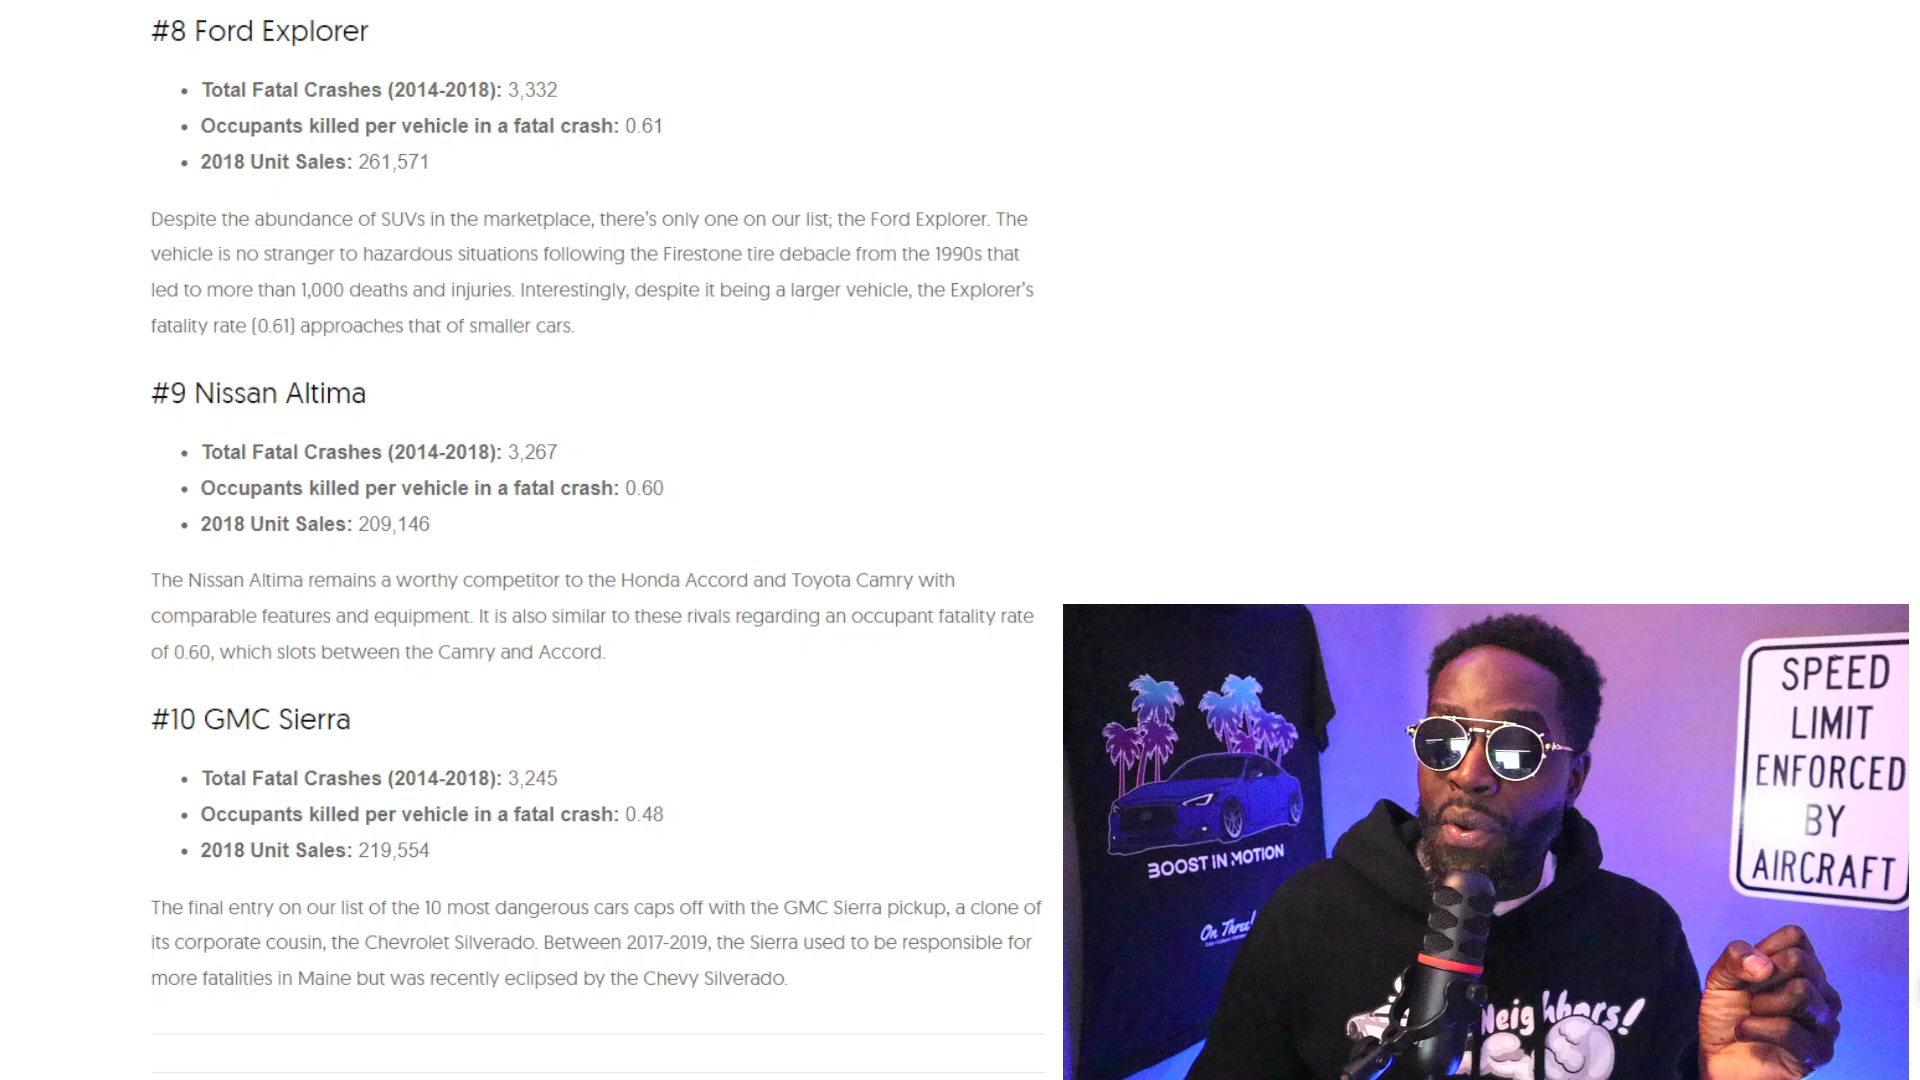 #8 Ford Explorer
Total Fatal Crashes (2014-2018): 3,332
Occupants killed per vehicle in a fatal crash: 0.61
2018 Unit Sales: 261,571
Despite the abundance of SUVs in the marketplace, there's only one on our list; the Ford Explorer. The
vehicle is no stranger to hazardous situations following the Firestone tire debacle from the 1990s that
led to more than 1,000 deaths and injuries. Interestingly, despite it being a larger vehicle, the Explorer's
fatality rate (0.61) approaches that of smaller cars.
#9 Nissan Altima
Total Fatal Crashes (2014-2018): 3,267
Occupants killed per vehicle in a fatal crash: 0.60
2018 Unit Sales: 209,146
The Nissan Altima remains a worthy competitor to the Honda Accord and Toyota Camry with
comparable features and equipment. It is also similar to these rivals regarding an occupant fatality rate
of 0.60, which slots between the Camry and Accord.
#10 GMC Sierra
Total Fatal Crashes (2014-2018): 3,245
Occupants killed per vehicle in a fatal crash: 0.48
2018 Unit Sales: 219,554
The final entry on our list of the 10 most dangerous cars caps off with the GMC Sierra pickup, a clone of
its corporate cousin, the Chevrolet Silverado. Between 2017-2019, the Sierra used to be responsible for
more fatalities in Maine but was recently eclipsed by the Chevy Silverado.
BOOST IN MOTION
On Three!
Neighbors!
SPEED
LIMIT
ENFORCED
BY
AIRCRAFT